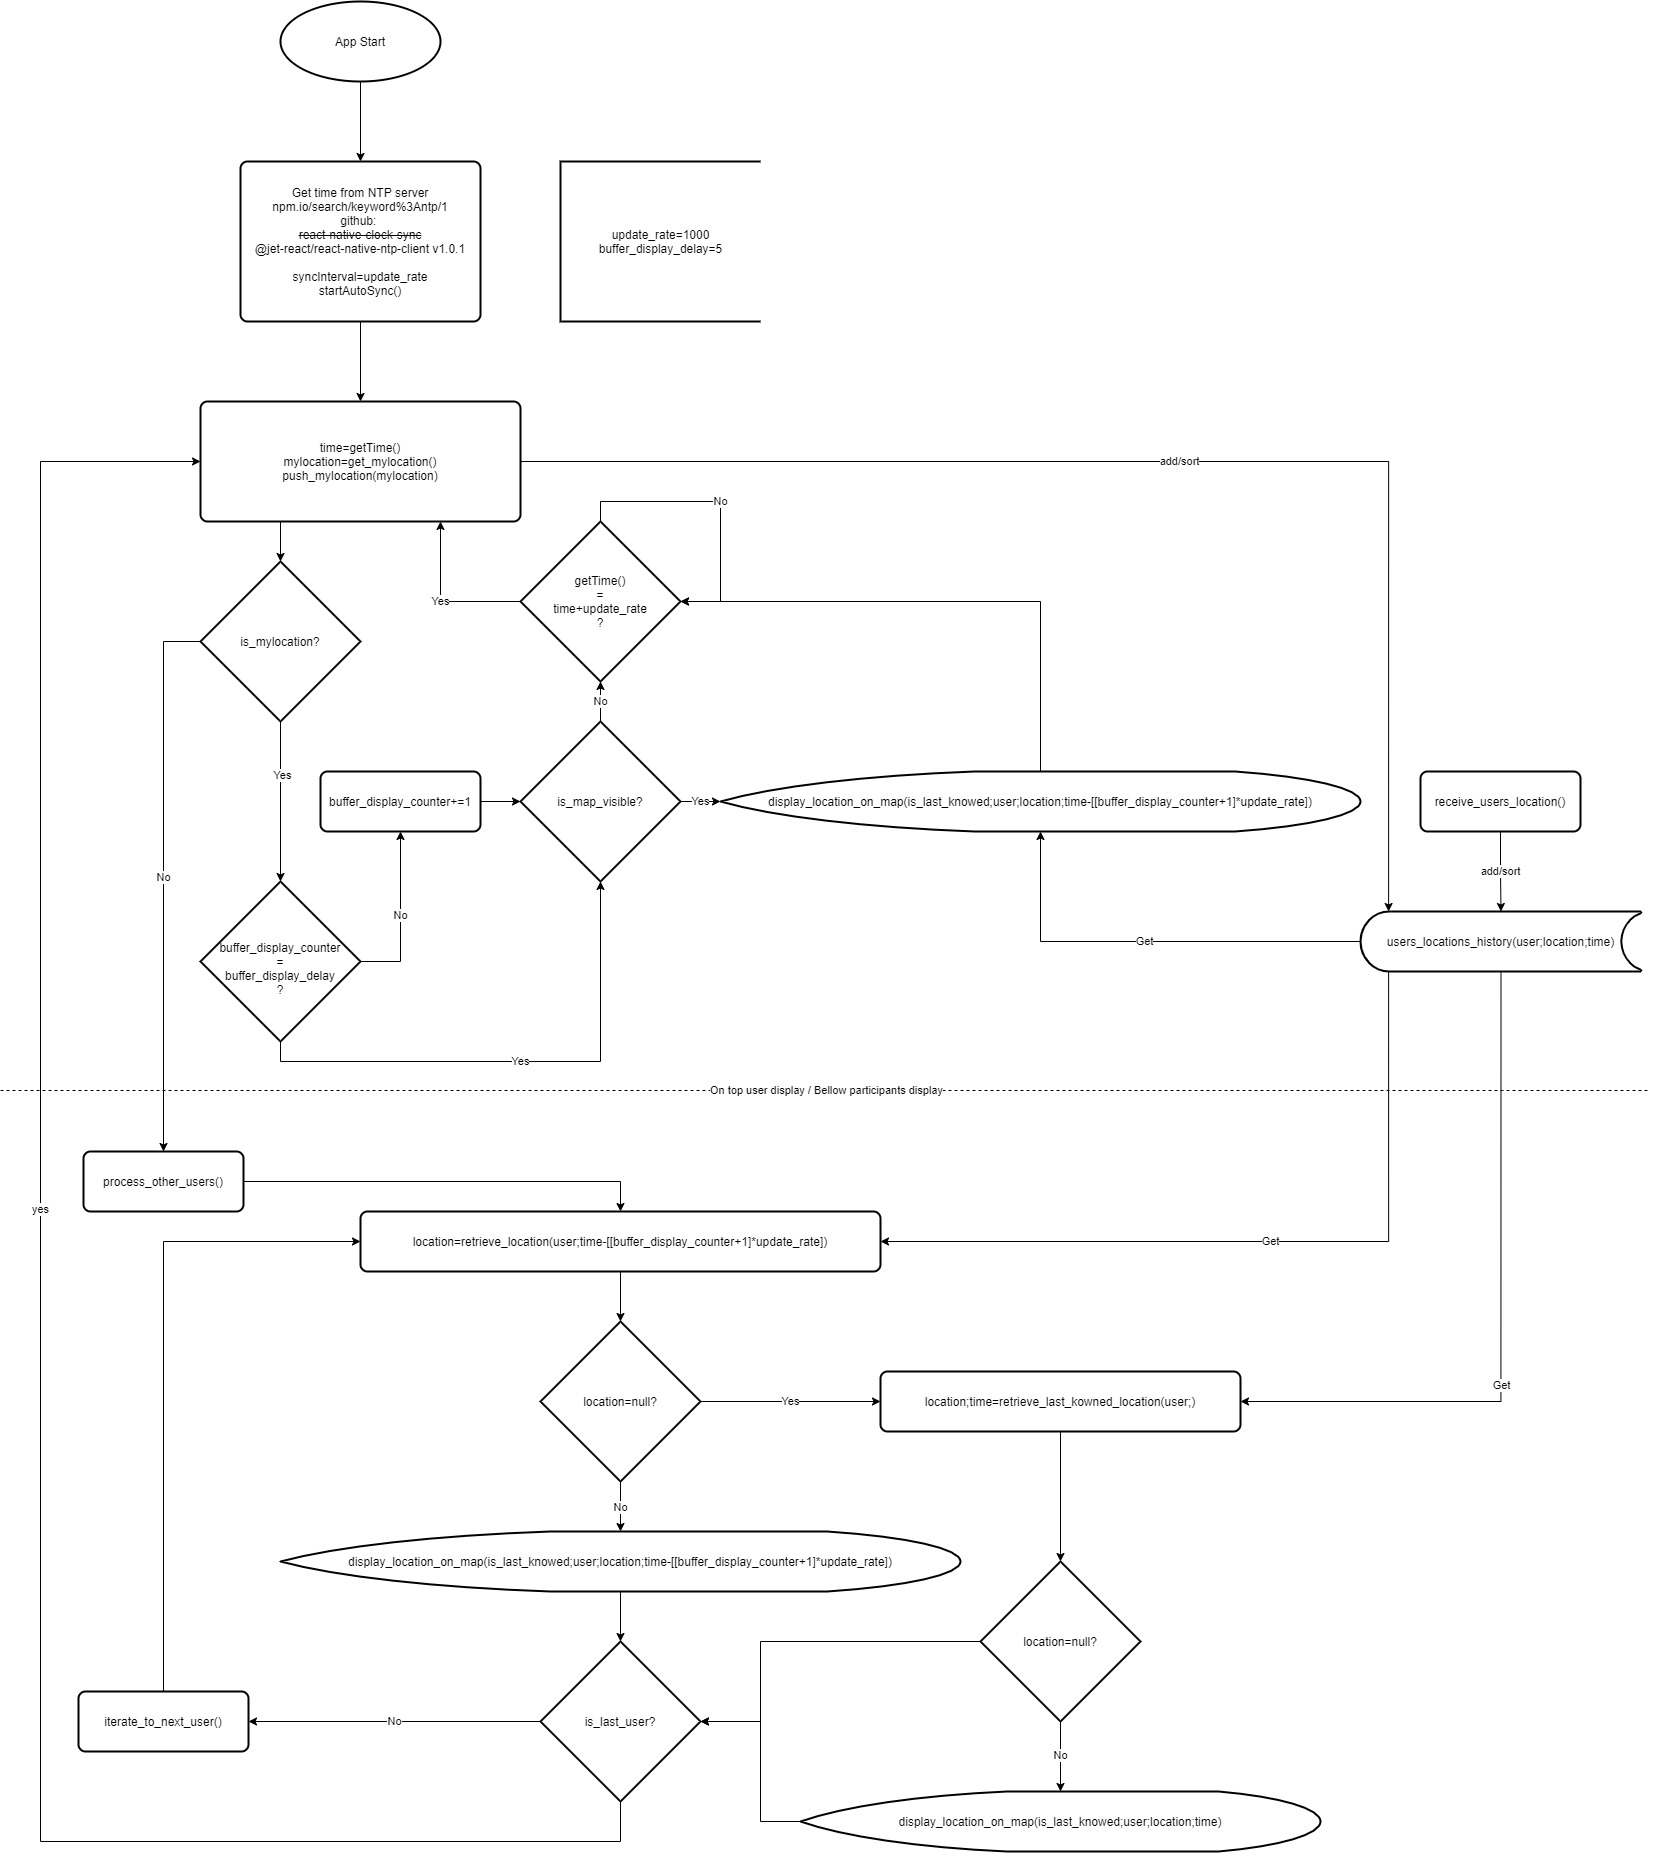 App Start
Get time from NTP server
npm.io/search/keyword%3Antp/1
github:
react-native-clock-sync
@jet-react/react-native-ntp-client v1.0.1
syncInterval=update_rate
startAutoSync()
update_rate=1000
buffer_display_delay=5
time=getTime()
mylocation=get_mylocation()
push_mylocation(mylocation)
add/sort
No
getTime()
=
time+update_rate
?
Yes
is_mylocation?
No
Yes
buffer_display_counter+=1
is_map_visible?
Yes
display_location_on_map(is_last_knowed;user;location;time-[[buffer_display_counter+1]*update_rate])
receive_users_location()
add/sort
No
No
buffer_display_counter
=
buffer_display_delay
?
Get
users_locations_history(user;location;time)
Yes
On top user display / Bellow participants display
process_other_users()
yes
location=retrieve_location(user;time-[[buffer_display_counter+1]*update_rate])
Get
Get
location=null?
Yes
location;time=retrieve_last_kowned_location(user;)
No
display_location_on_map(is_last_knowed;user;location;time-[[buffer_display_counter+1]*update_rate])
location=null?
iterate_to_next_user()
No
is_last_user?
No
display_location_on_map(is_last_knowed;user;location;time)